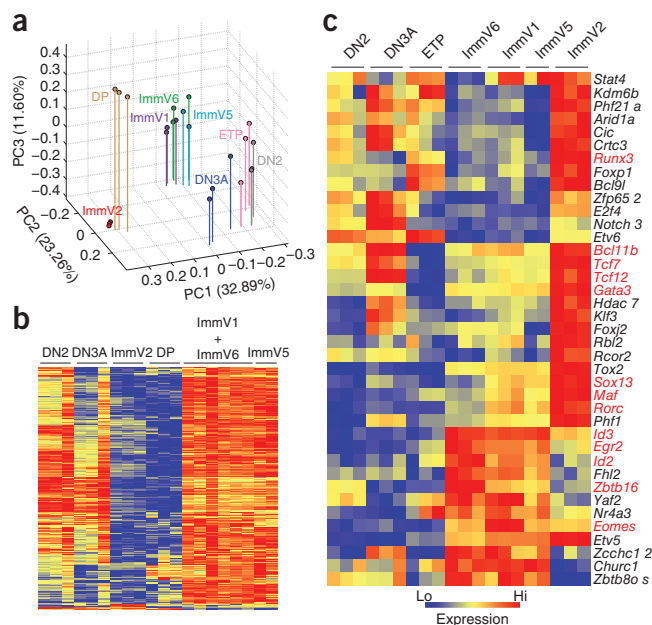 a
0.4
0.3
0.2
0.1
0
−0.1
−0.2
−0.3
−0.4
PC3 (11.60%)
DP
ImmV6
ImmV1
ImmV5
ETP
DN2
DN3A
ImmV2
−0.2
0
0.2
PC2 (23.26%)
0.3
0.2
0.1
0
−0.1
−0.2
−0.3
PC1 (32.89%)
b
DN2
DN3A
ImmV2
DP
ImmV1
+
ImmV6
ImmV5
c
DN2
DN3A
ETP
ImmV6
ImmV1
ImmV5
ImmV2
Stat4
Kdm6b
Phf21 a
Arid1a
Cic
Crtc3
Runx3
Foxp1
Bcl9l
Zfp65 2
E2f4
Notch 3
Etv6
Bcl11b
Tcf7
Tcf12
Gata3
Hdac 7
Klf3
Foxj2
Rbl2
Rcor2
Tox2
Sox13
Maf
Rorc
Phf1
Id3
Egr2
Id2
Fhl2
Zbtb16
Yaf2
Nr4a3
Eomes
Etv5
Zcchc1 2
Churc1
Zbtb8o s
Lo
Hi
Expression